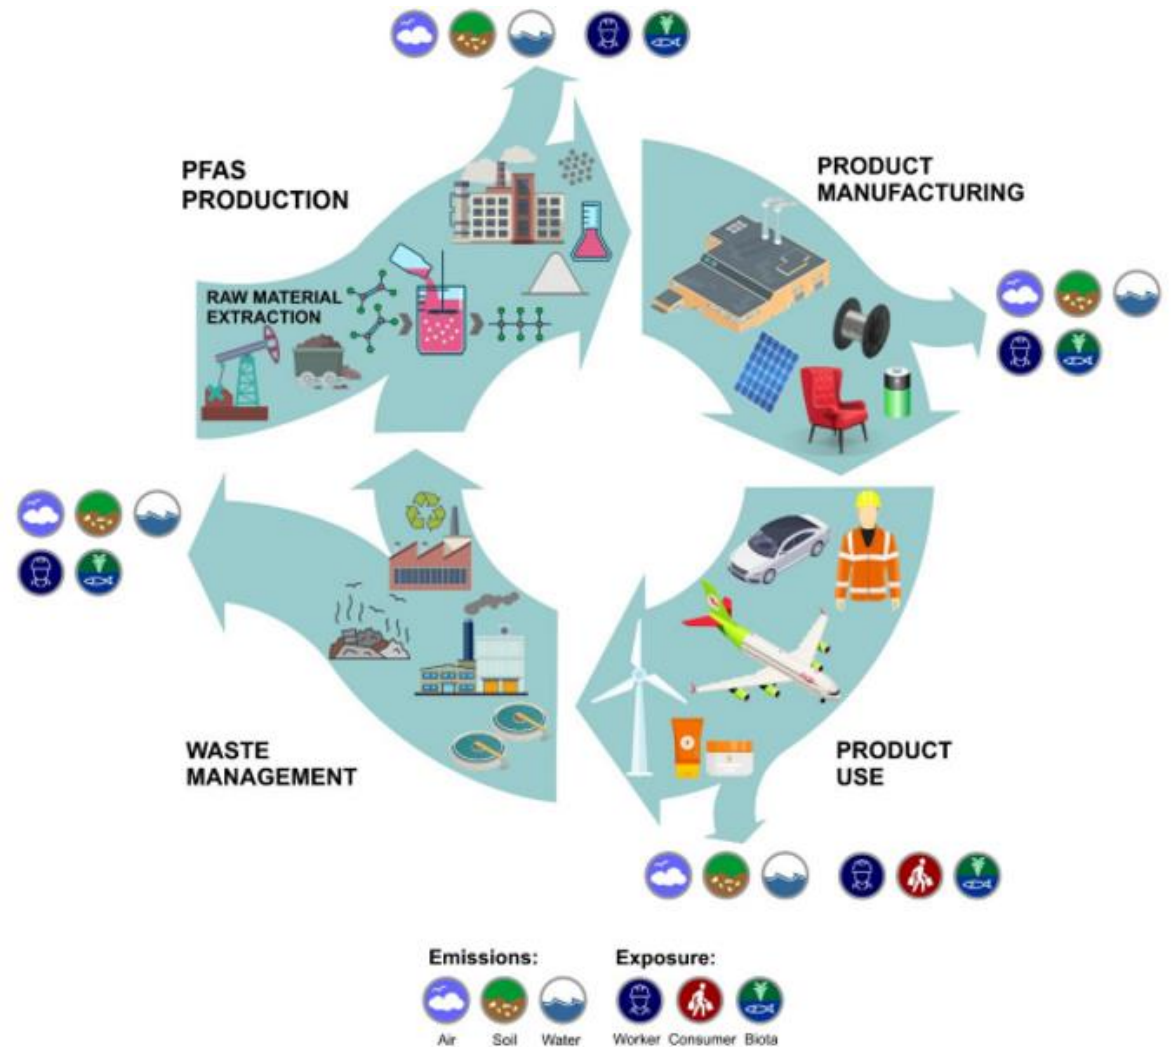 PFAS
PRODUCTION
PRODUCT
MANUFACTURING
RAW MATERIAL
EXTRACTION
WASTE
MANAGEMENT
PRODUCT
USE
Emissions: Exposure:
Air Soil Water Worker Consumer Biota